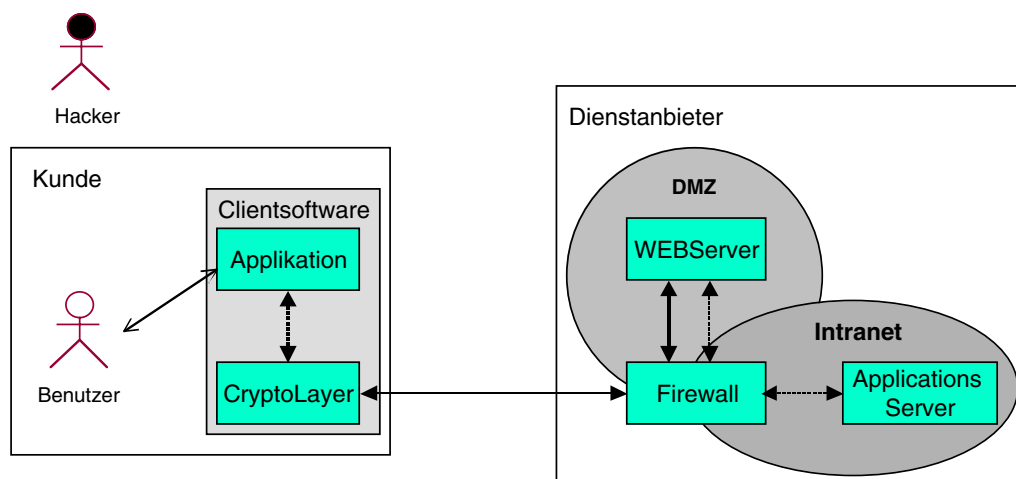 Hacker
Kunde
Clientsoftware
Applikation
Benutzer
CryptoLayer
Dienstanbieter
DMZ
WEBServer
Intranet
Firewall
Applications
Server